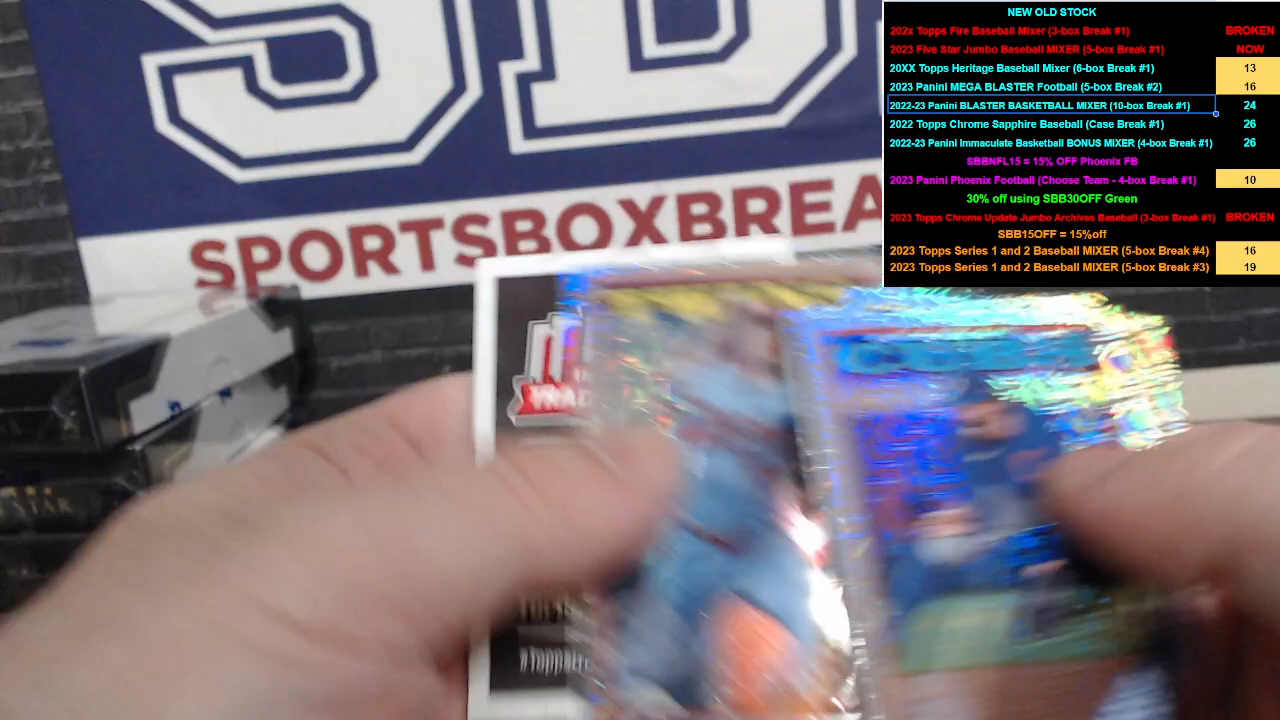 NEW OLD STOCK
202x Topps Fire Baseball Mixer (3-box Break #1) BROKEN
2023 Five Star Jumbo Baseball MIXER (5-box Break #1) NOW
20XX Topps Heritage Baseball Mixer (6-box Break #1) 13
2023 Panini MEGA BLASTER Football (5-box Break #2) 16
2022-23 Panini BLASTER BASKETBALL MIXER (10-box Break #1) 24
2022 Topps Chrome Sapphire Baseball (Case Break #1) 26
2022-23 Panini Immaculate Basketball BONUS MIXER (4-box Break #1) 26
SBBNFL15 = 15% OFF Phoenix FB
2023 Panini Phoenix Football (Choose Team - 4-box Break #1) 10
30% off using SBB30OFF Green
2023 Topps Chrome Update Jumbo Archives Baseball (3-box Break #1) BROKEN
SBB15OFF = 15%off
2023 Topps Series 1 and 2 Baseball MIXER (5-box Break #4) 16
2023 Topps Series 1 and 2 Baseball MIXER (5-box Break #3) 19
SB
SPORTSBOXBREA
TRAD
STAR